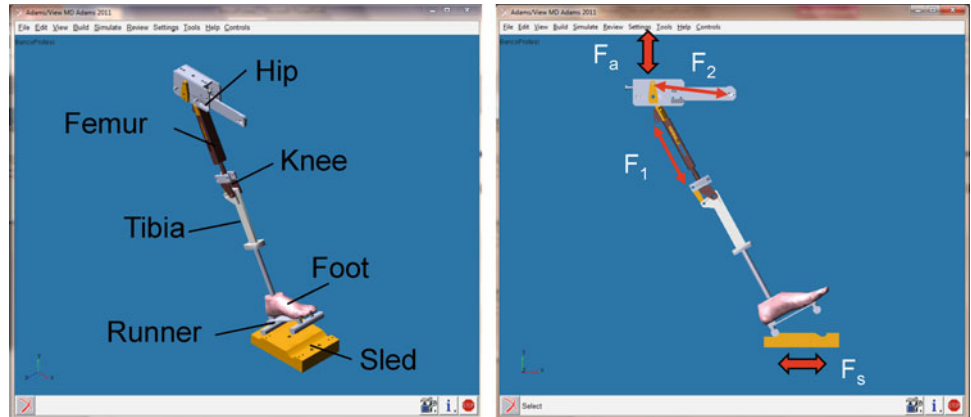 Adams/View MD Adams 2011
File Edit View Build Simulate Review Settings Tools Help Controls
BancoProtesi
Hip
Femur
Knee
Tibia
Foot
Runner
Sled
Adams/View MD Adams 2011
File Edit View Build Simulate Review Settings Tools Help Controls
BancoProtesi
Fa
F2
F1
Fs
Select